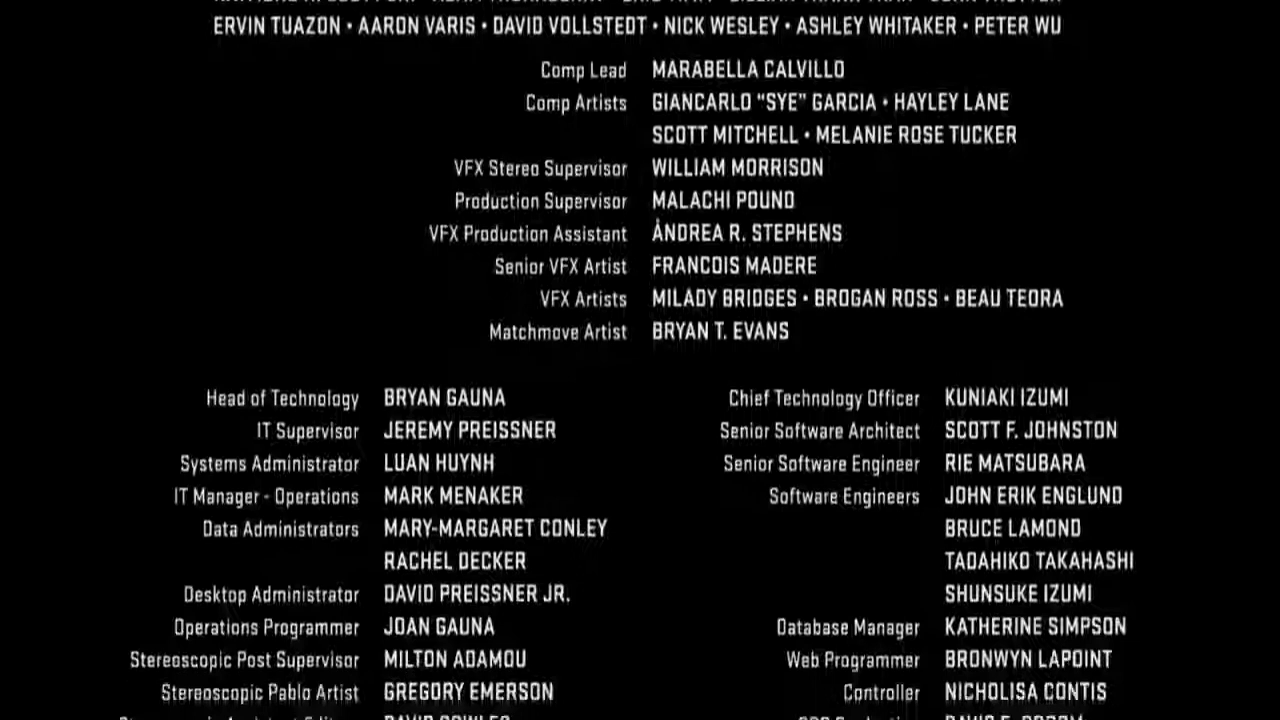 ERVIN TUAZON • AARON VARIS • DAVID VOLLSTEDT • NICK WESLEY • ASHLEY WHITAKER • PETER WU
Comp Lead MARABELLA CALVILLO
Comp Artists GIANCARLO “SYE” GARCIA • HAYLEY LANE
SCOTT MITCHELL • MELANIE ROSE TUCKER
VFX Stereo Supervisor WILLIAM MORRISON
Production Supervisor MALACHI POUND
VFX Production Assistant ÅNDREA R. STEPHENS
Senior VFX Artist FRANCOIS MADERE
VFX Artists MILADY BRIDGES • BROGAN ROSS • BEAU TEORA
Matchmove Artist BRYAN T. EVANS
Head of Technology BRYAN GAUNA
IT Supervisor JEREMY PREISSNER
Systems Administrator LUAN HUYNH
IT Manager - Operations MARK MENAKER
Data Administrators MARY-MARGARET CONLEY
RACHEL DECKER
Desktop Administrator DAVID PREISSNER JR.
Operations Programmer JOAN GAUNA
Stereoscopic Post Supervisor MILTON ADAMOU
Stereoscopic Pablo Artist GREGORY EMERSON
Chief Technology Officer KUNIAKI IZUMI
Senior Software Architect SCOTT F. JOHNSTON
Senior Software Engineer RIE MATSUBARA
Software Engineers JOHN ERIK ENGLUND
BRUCE LAMOND
TADAHIKO TAKAHASHI
SHUNSUKE IZUMI
Database Manager KATHERINE SIMPSON
Web Programmer BRONWYN LAPOINT
Controller NICHOLISA CONTIS